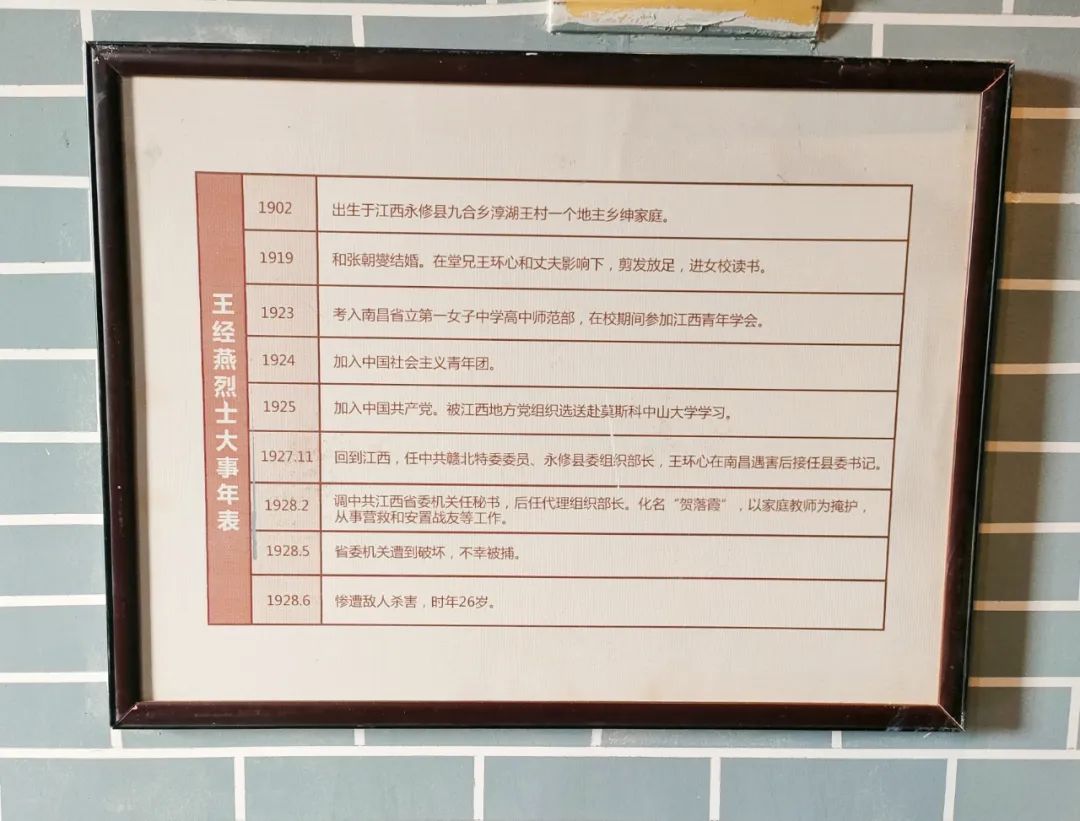 王经燕烈士大事年表
1902
出生于江西永修县九合乡淳湖王村一个地主乡绅家庭。
1919
和张朝燮结婚。在堂兄王环心和丈夫影响下，剪发放足，进女校读书。
1923
考入南昌省立第一女子中学高中师范部，在校期间参加江西青年学会。
1924
加入中国社会主义青年团。
1925
加入中国共产党。被江西地方党组织选送赴莫斯科中山大学学习。
1927.11
回到江西，任中共赣北特委委员、永修县委组织部长，王环心在南昌遇害后接任县委书记。
1928.2
调中共江西省委机关任秘书，后任代理组织部长。化名“贺落霞”，以家庭教师为掩护，
从事营救和安置战友等工作。
1928.5
省委机关遭到破坏，不幸被捕。
1928.6
惨遭敌人杀害，时年26岁。